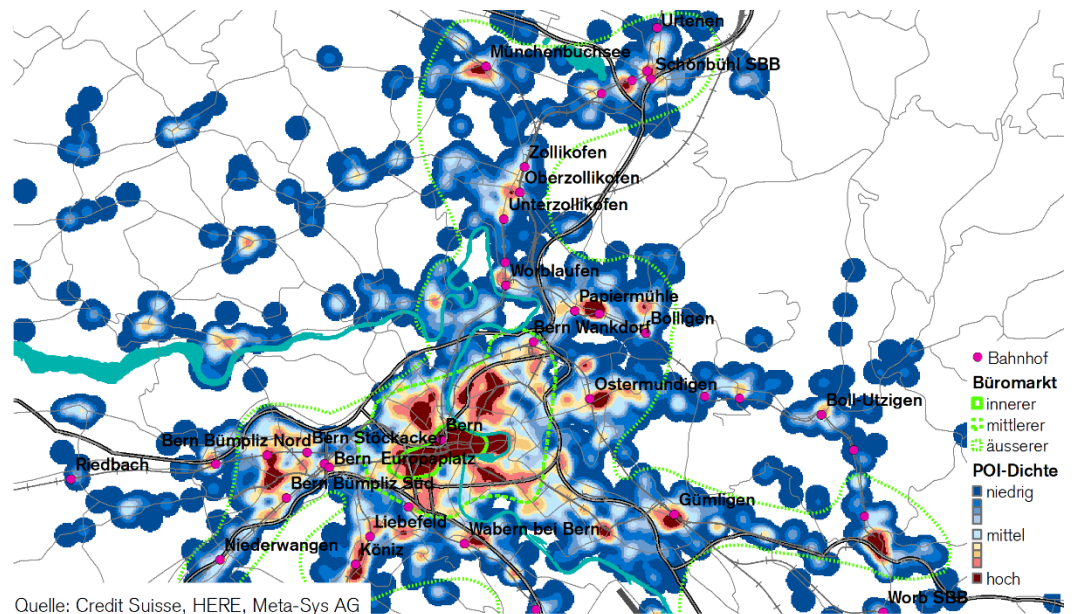 Urtenen
Münchenbuchsee
Schönbühl SBB
Zollikofen
Oberzollikofen
Unterzollikofen
Worblaufen
Papiermühle
Bolligen
Bern Wankdorf
Ostermundigen
Boll-Utzigen
Bern
Bern Bümpliz Nord
Bern Stöckacker
Riedbach
Bern Europaplatz
Bern Bümpliz Süd
Gümligen
Liebefeld
Wabern bei Bern
Niederwangen
Köniz
Worb SBB
Bahnhof
Büromarkt
innerer
mittlerer
äusserer
POI-Dichte
niedrig
mittel
hoch
Quelle: Credit Suisse, HERE, Meta-Sys AG